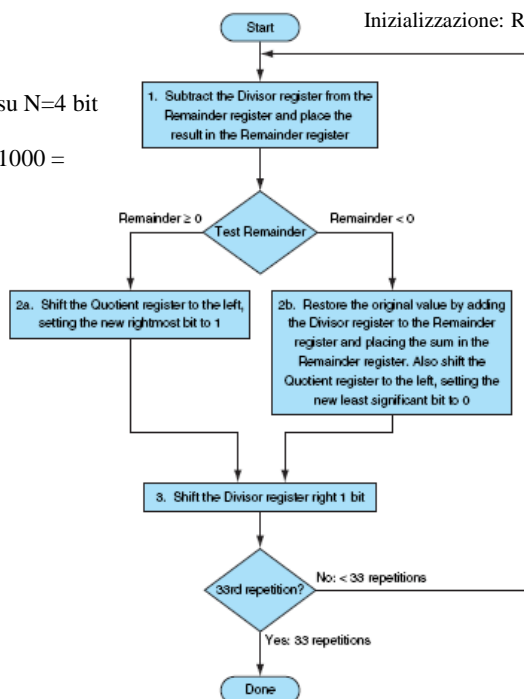 Start
Inizializzazione: R
su N=4 bit
1000 =
1. Subtract the Divisor register from the
Remainder register and place the
result in the Remainder register
Remainder ≥ 0
Remainder < 0
Test Remainder
2a. Shift the Quotient register to the left,
setting the new rightmost bit to 1
2b. Restore the original value by adding
the Divisor register to the Remainder
register and placing the sum in the
Remainder register. Also shift the
Quotient register to the left, setting the
new least significant bit to 0
3. Shift the Divisor register right 1 bit
33rd repetition?
No: < 33 repetitions
Yes: 33 repetitions
Done